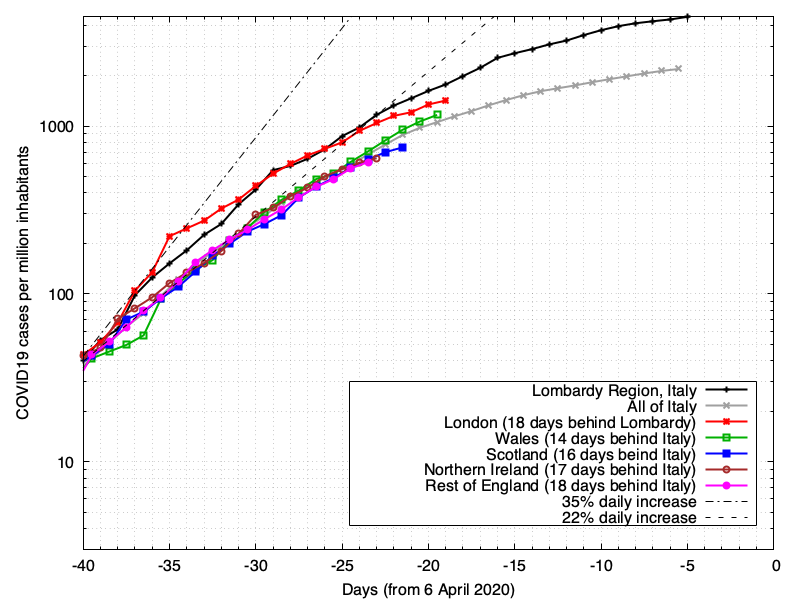 1000
100
10
COVID19 cases per million inhabitants
Lombardy Region, Italy
All of Italy
London (18 days behind Lombardy)
Wales (14 days behind Italy)
Scotland (16 days beind Italy)
Northern Ireland (17 days behind Italy)
Rest of England (18 days behind Italy)
35% daily increase
22% daily increase
-40 -35 -30 -25 -20 -15 -10 -5 0
Days (from 6 April 2020)